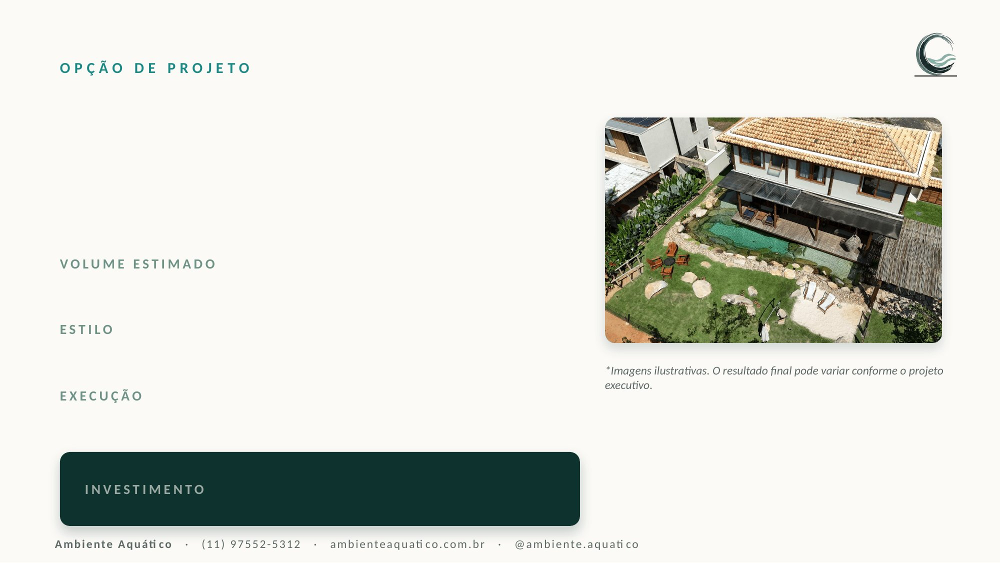 OPÇÃO DE PROJETO
VOLUME ESTIMADO
ESTILO
EXECUÇÃO
*Imagens ilustrativas. O resultado final pode variar conforme o projeto
executivo.
INVESTIMENTO
Ambiente Aquático · (11) 97552-5312 · ambienteaquatico.com.br · @ambiente.aquatico